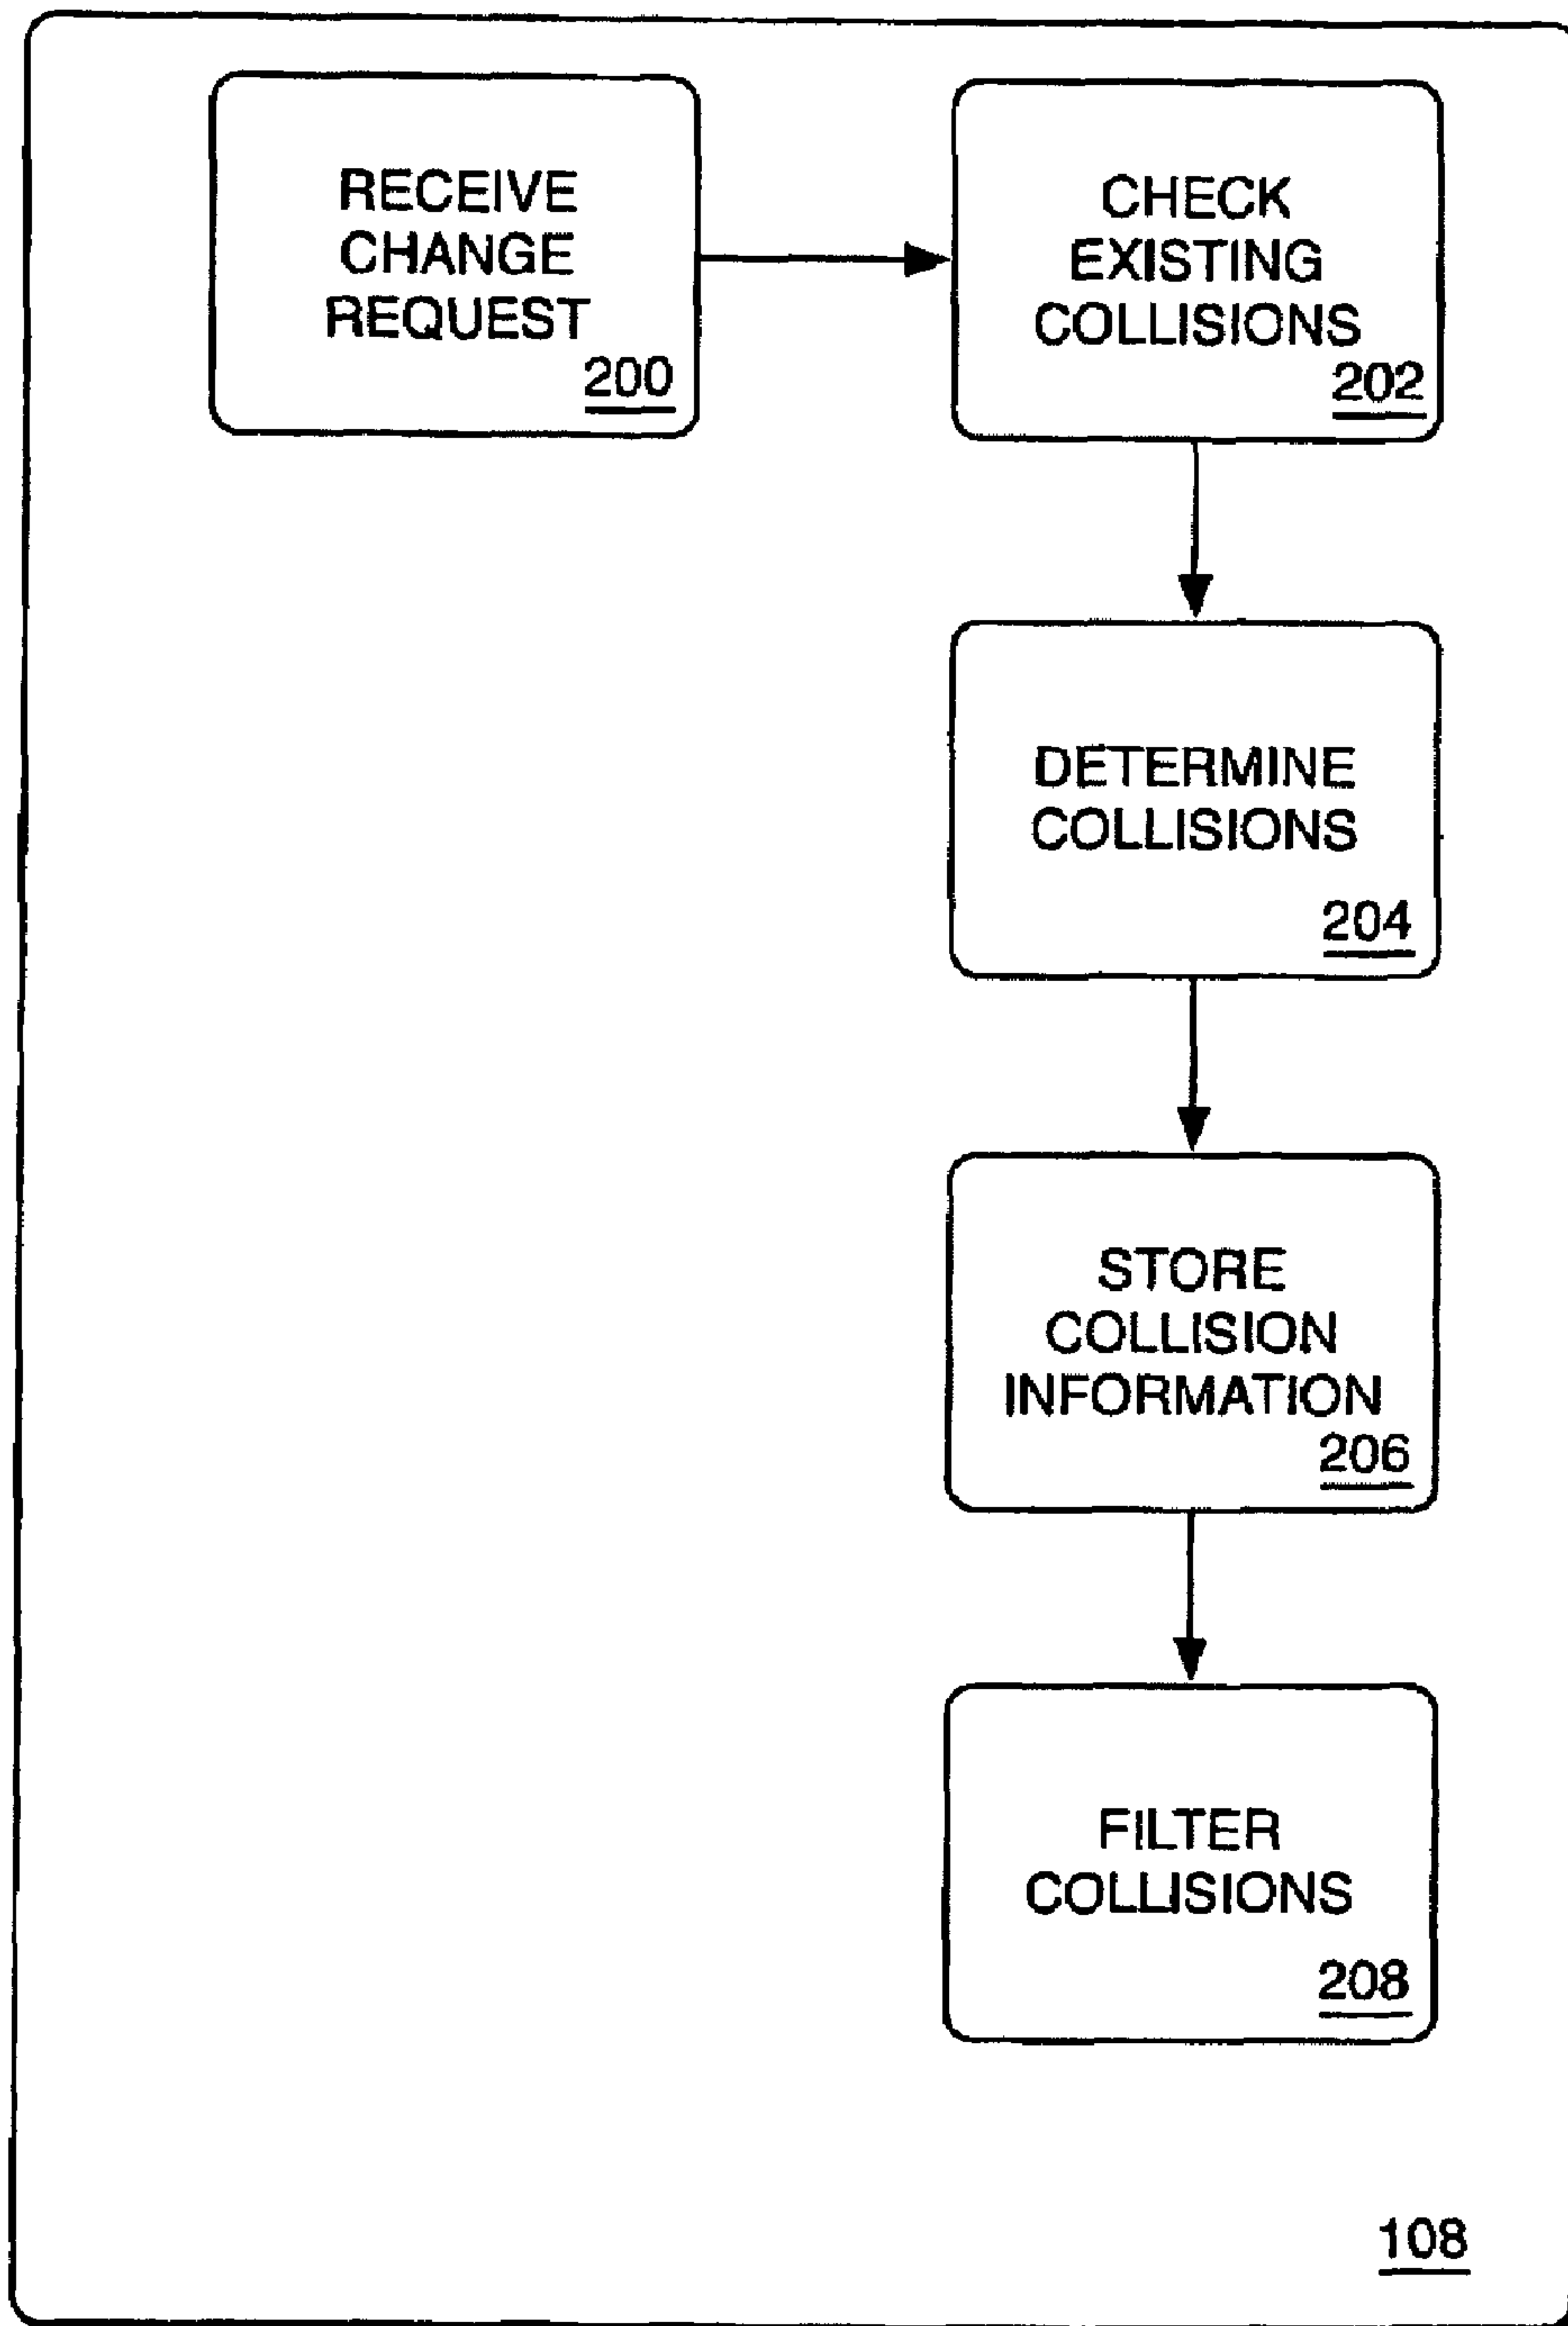 RECEIVE
CHANGE
REQUEST
200
CHECK
EXISTING
COLLISIONS
202
DETERMINE
COLLISIONS
204
STORE
COLLISION
INFORMATION
206
FILTER
COLLISIONS
208
108